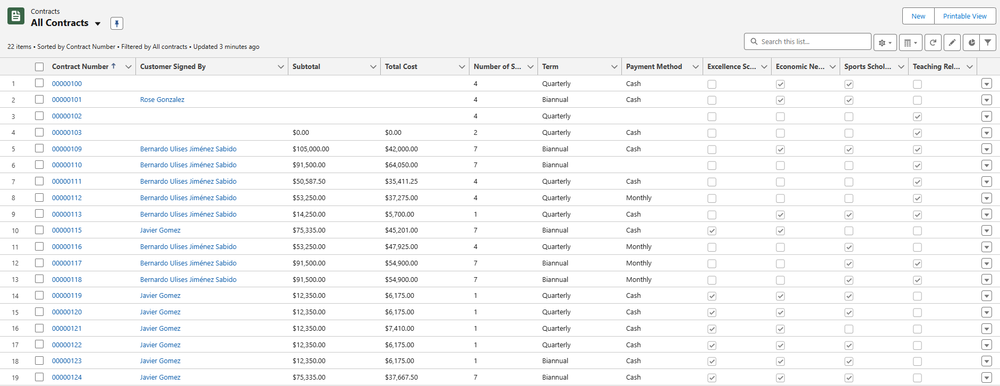 Contracts
All Contracts
New
Printable View
22 items • Sorted by Contract Number • Filtered by All contracts • Updated 3 minutes ago
Search this list...
Contract Number Customer Signed By Subtotal Total Cost Number of S... Term Payment Method Excellence Sc... Economic Ne... Sports Schol... Teaching Rel...
1 00000100 4 Quarterly Cash
2 00000101 Rose Gonzalez 4 Biannual Cash
3 00000102 4 Quarterly
4 00000103 $0.00 $0.00 2 Quarterly Cash
5 00000109 Bernardo Ulises Jiménez Sabido $105,000.00 $42,000.00 7 Biannual Cash
6 00000110 Bernardo Ulises Jiménez Sabido $91,500.00 $64,050.00 7 Biannual
7 00000111 Bernardo Ulises Jiménez Sabido $50,587.50 $35,411.25 4 Quarterly Cash
8 00000112 Bernardo Ulises Jiménez Sabido $53,250.00 $37,275.00 4 Quarterly Monthly
9 00000113 Bernardo Ulises Jiménez Sabido $14,250.00 $5,700.00 1 Quarterly Cash
10 00000115 Javier Gomez $75,335.00 $45,201.00 7 Biannual Cash
11 00000116 Bernardo Ulises Jiménez Sabido $53,250.00 $47,925.00 4 Quarterly Monthly
12 00000117 Bernardo Ulises Jiménez Sabido $91,500.00 $54,900.00 7 Biannual Monthly
13 00000118 Bernardo Ulises Jiménez Sabido $91,500.00 $54,900.00 7 Biannual Monthly
14 00000119 Javier Gomez $12,350.00 $6,175.00 1 Quarterly Cash
15 00000120 Javier Gomez $12,350.00 $6,175.00 1 Quarterly Cash
16 00000121 Javier Gomez $12,350.00 $7,410.00 1 Quarterly Cash
17 00000122 Javier Gomez $12,350.00 $6,175.00 1 Quarterly Cash
18 00000123 Javier Gomez $12,350.00 $6,175.00 1 Biannual Cash
19 00000124 Javier Gomez $75,335.00 $37,667.50 7 Biannual Cash